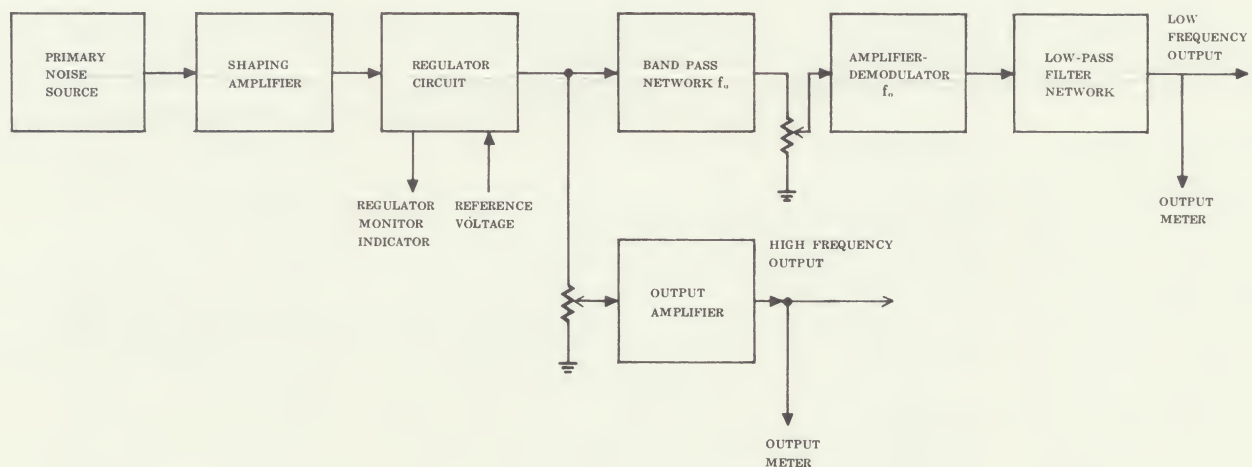 PRIMARY
NOISE
SOURCE
SHAPING
AMPLIFIER
REGULATOR
CIRCUIT
BAND PASS
NETWORK fₒ
AMPLIFIER-
DEMODULATOR
fₒ
LOW-PASS
FILTER
NETWORK
LOW
FREQUENCY
OUTPUT
REGULATOR
MONITOR
INDICATOR
REFERENCE
VOLTAGE
OUTPUT
METER
OUTPUT
AMPLIFIER
HIGH FREQUENCY
OUTPUT
OUTPUT
METER